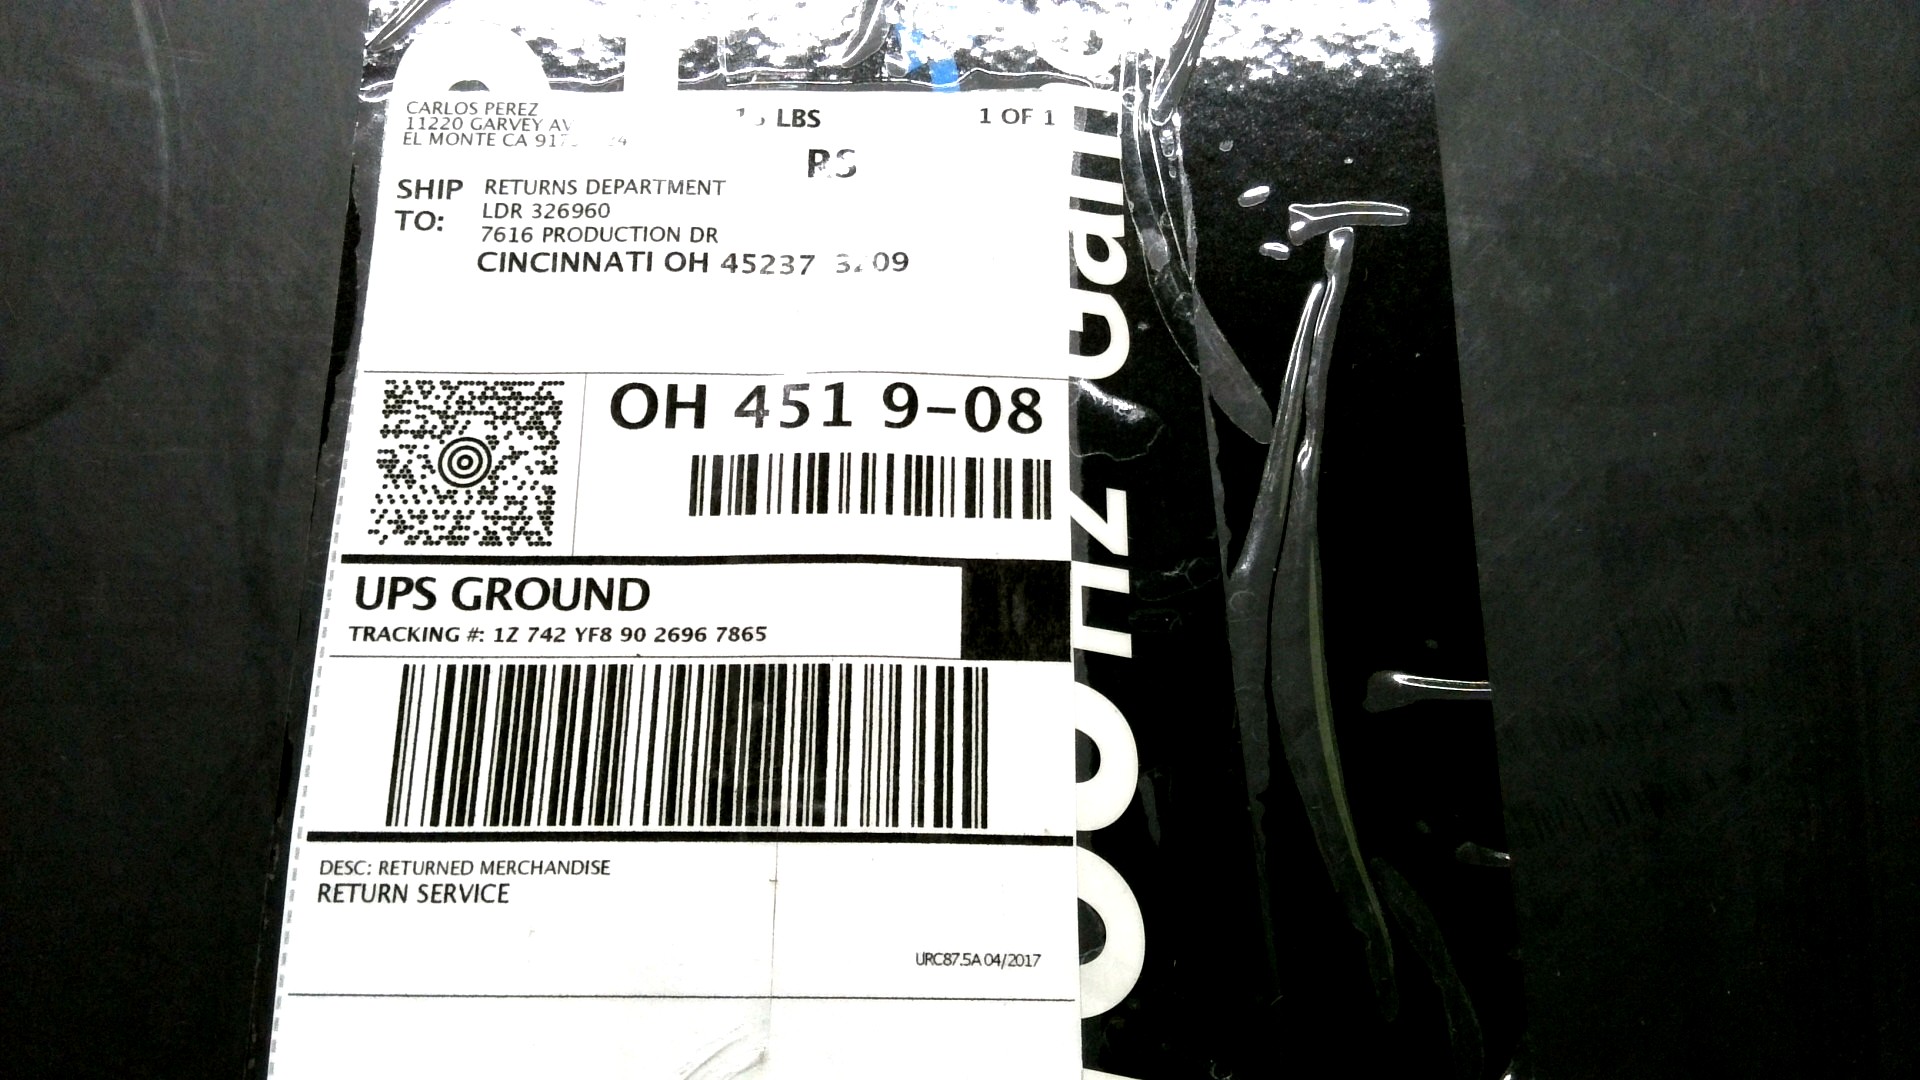 CARLOS PEREZ
11220 GARVEY
EL MONTE CA
LBS
1 OF 1
RS
SHIP TO:
RETURNS DEPARTMENT
LDR 326960
7616 PRODUCTION DR
CINCINNATI OH 45237
OH 451 9-08
UPS GROUND
TRACKING #: 1Z 742 YF8 90 2696 7865
DESC: RETURNED MERCHANDISE
RETURN SERVICE
URC87.5A 04/2017
Hz